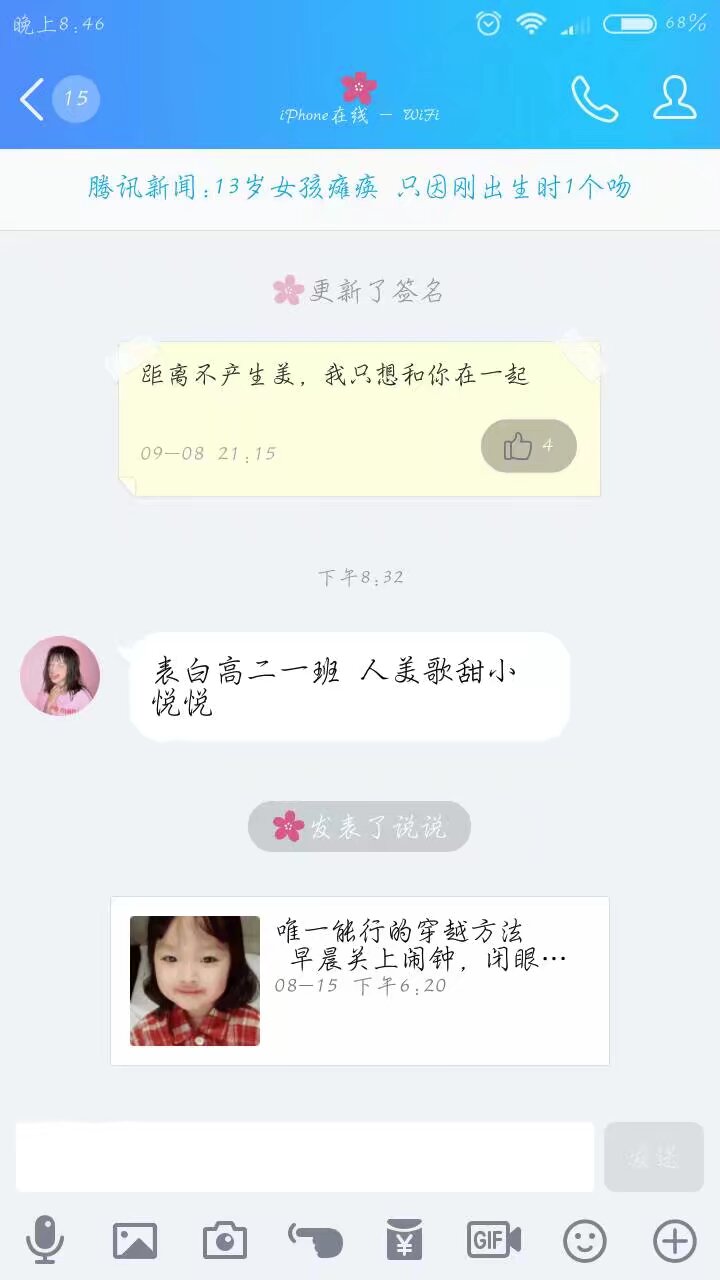 晚上8:46
68%
15
iPhone在线 - WiFi
腾讯新闻:13岁女孩瘫痪 只因刚出生时1个吻
更新了签名
距离不产生美，我只想和你在一起
09-08 21:15
4
下午8:32
表白高二一班 人美歌甜小
悦悦
发表了说说
唯一能行的穿越方法
早晨关上闹钟，闭眼…
08-15 下午6:20
发送
GIF